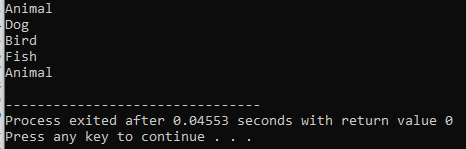 Animal
Dog
Bird
Fish
Animal
--------------------------------
Process exited after 0.04553 seconds with return value 0
Press any key to continue . . .